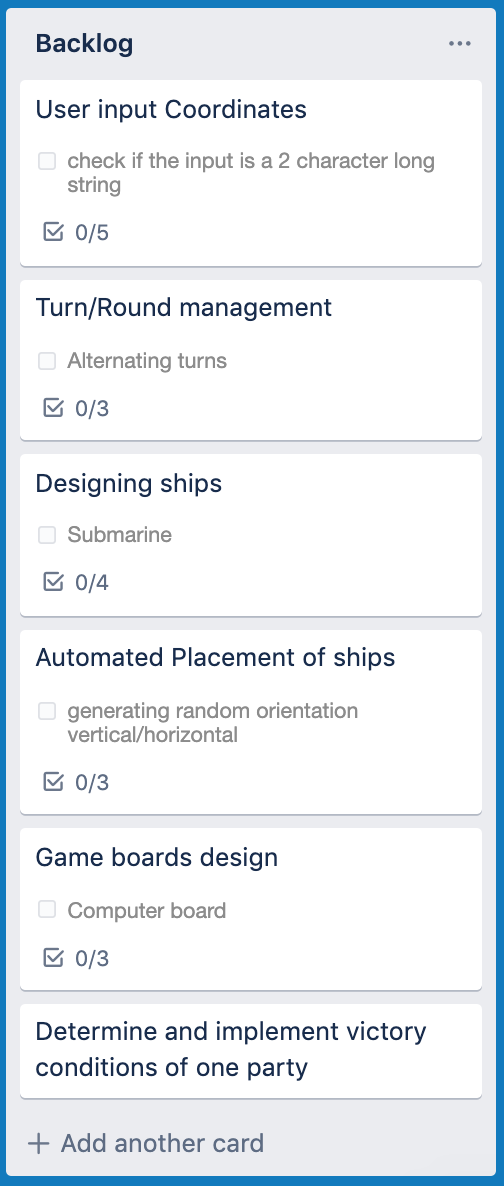 Backlog
User input Coordinates
check if the input is a 2 character long
string
0/5
Turn/Round management
Alternating turns
0/3
Designing ships
Submarine
0/4
Automated Placement of ships
generating random orientation
vertical/horizontal
0/3
Game boards design
Computer board
0/3
Determine and implement victory
conditions of one party
+ Add another card